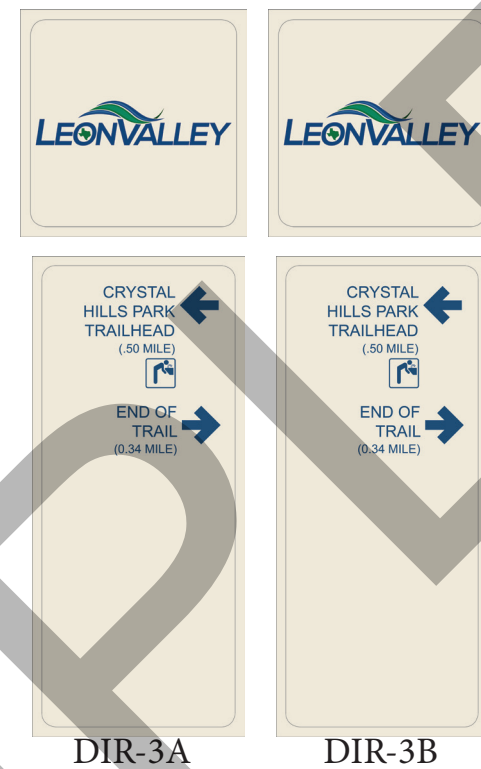 LEONVALLEY
LEONVALLEY
CRYSTAL
HILLS PARK
TRAILHEAD
(.50 MILE)
END OF
TRAIL
(0.34 MILE)
DIR-3A
CRYSTAL
HILLS PARK
TRAILHEAD
(.50 MILE)
END OF
TRAIL
(0.34 MILE)
DIR-3B